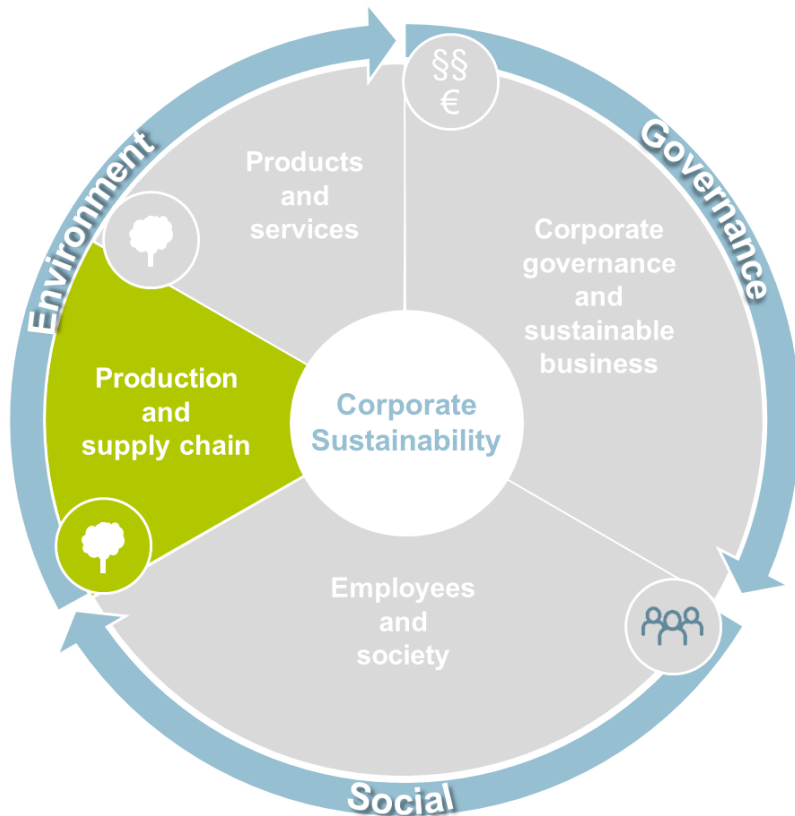 §§
€
Governance
Environment
Products
and
services
Corporate
governance
and
sustainable
business
Production
and
supply chain
Corporate
Sustainability
Employees
and
society
Social